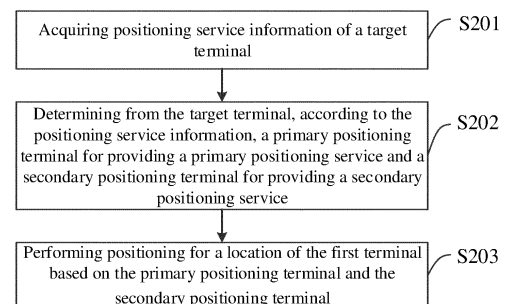 Acquiring positioning service information of a target
terminal
S201
Determining from the target terminal, according to the
positioning service information, a primary positioning
terminal for providing a primary positioning service and a
secondary positioning terminal for providing a secondary
positioning service
S202
Performing positioning for a location of the first terminal
based on the primary positioning terminal and the
secondary positioning terminal
S203